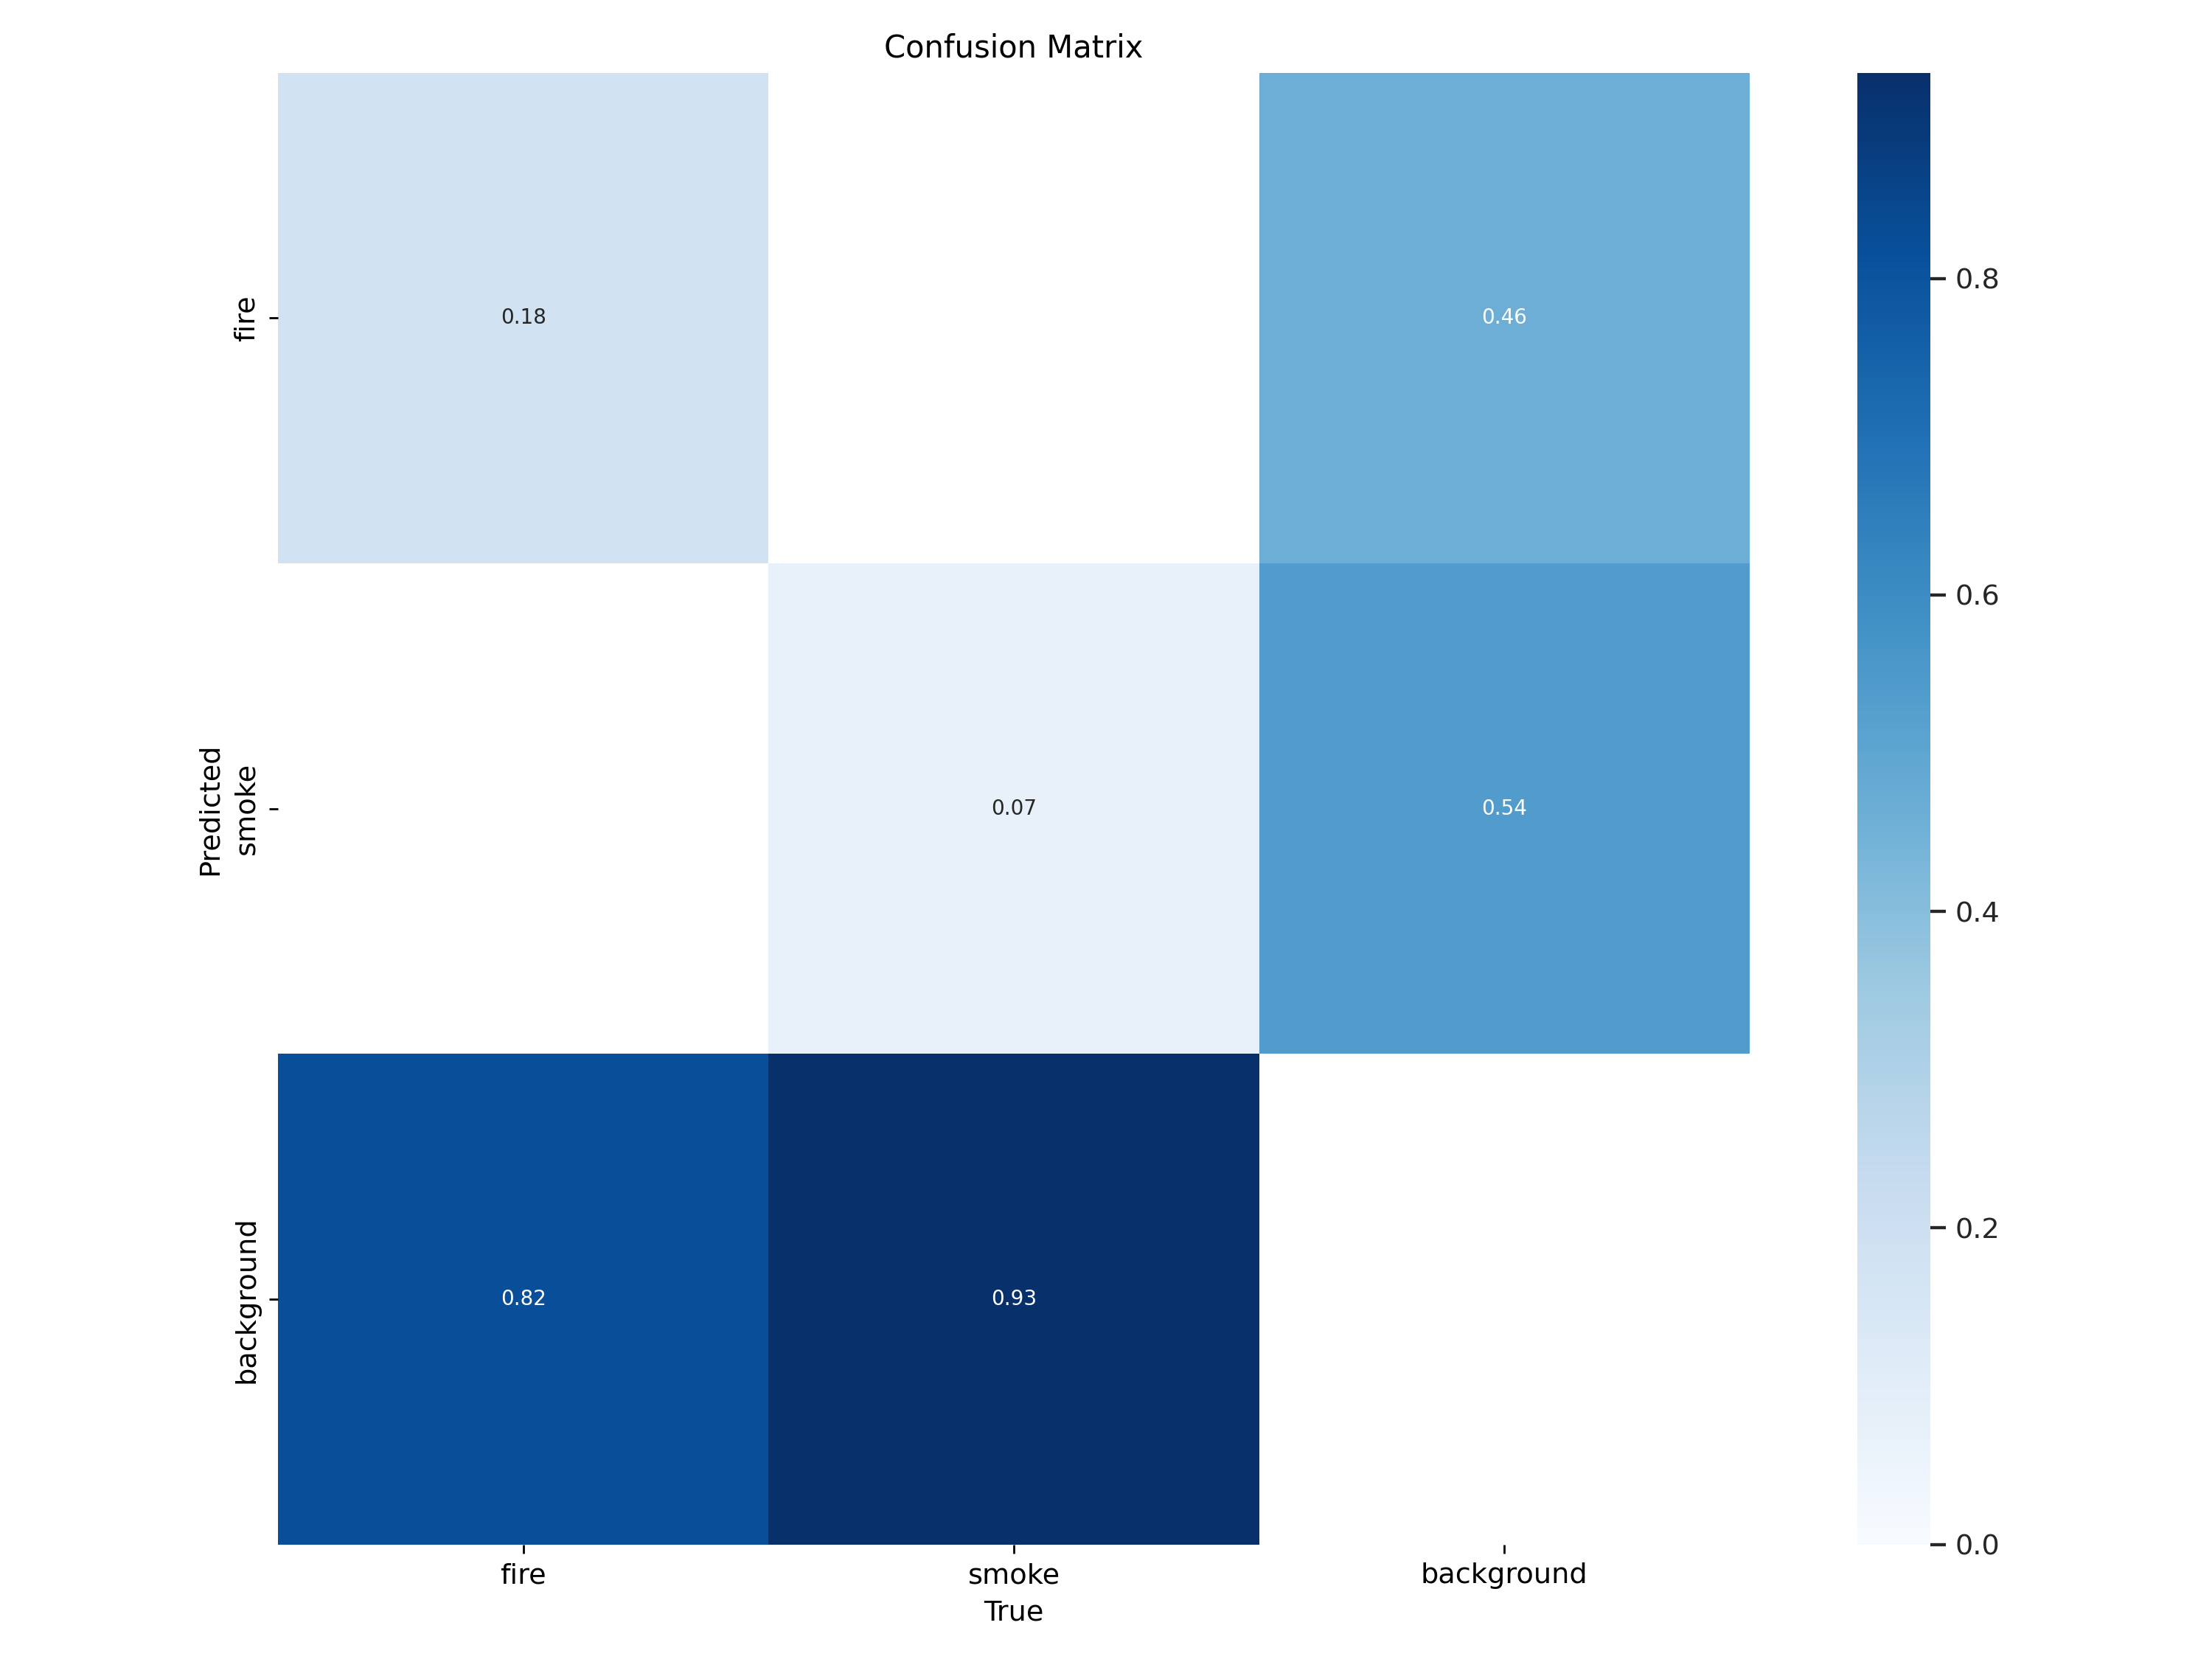 Confusion Matrix
fire
0.18
0.46
0.8
0.6
Predicted
smoke
0.07
0.54
0.4
background
0.82
0.93
0.2
0.0
fire
smoke
background
True